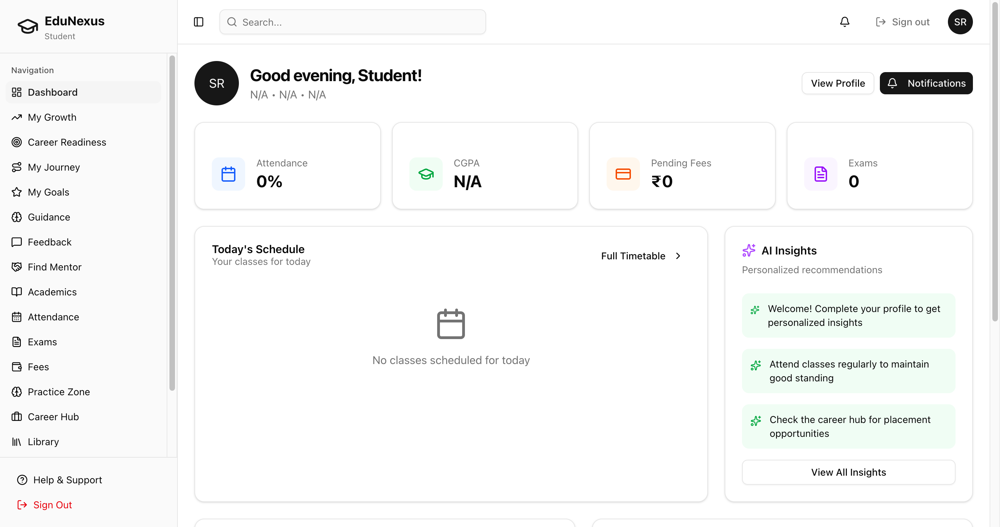 EduNexus
Student
Navigation
Dashboard
My Growth
Career Readiness
My Journey
My Goals
Guidance
Feedback
Find Mentor
Academics
Attendance
Exams
Fees
Practice Zone
Career Hub
Library
Help & Support
Sign Out
Search...
Sign out
SR
SR
Good evening, Student!
N/A • N/A • N/A
View Profile
Notifications
Attendance
0%
CGPA
N/A
Pending Fees
₹0
Exams
0
Today's Schedule
Your classes for today
Full Timetable
No classes scheduled for today
AI Insights
Personalized recommendations
Welcome! Complete your profile to get
personalized insights
Attend classes regularly to maintain
good standing
Check the career hub for placement
opportunities
View All Insights